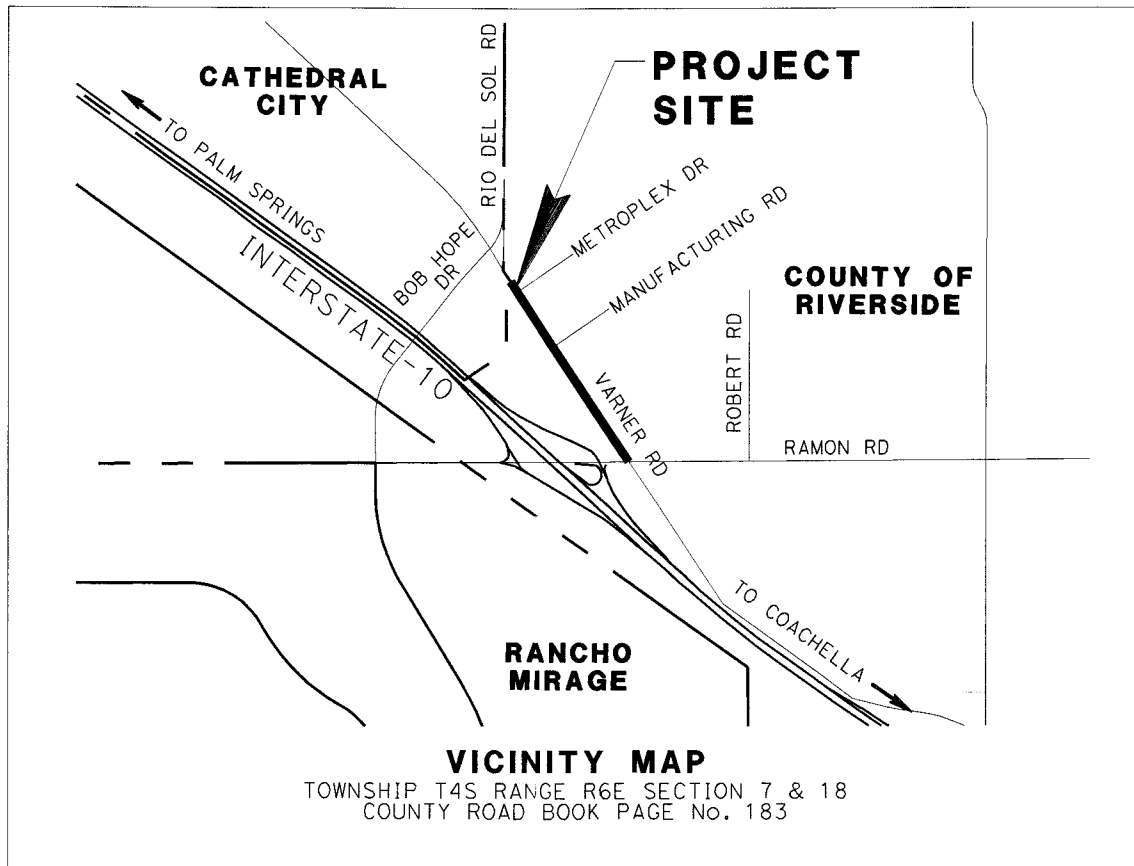 CATHEDRAL
CITY
RIO DEL SOL RD
PROJECT
SITE
TO PALM SPRINGS
INTERSTATE-10
BOB HOPE
DR
METROPLEX DR
MANUFACTURING RD
COUNTY OF
RIVERSIDE
ROBERT RD
VARNER RD
RAMON RD
TO COACHELLA
RANCHO
MIRAGE
VICINITY MAP
TOWNSHIP T4S RANGE R6E SECTION 7 & 18
COUNTY ROAD BOOK PAGE No. 183